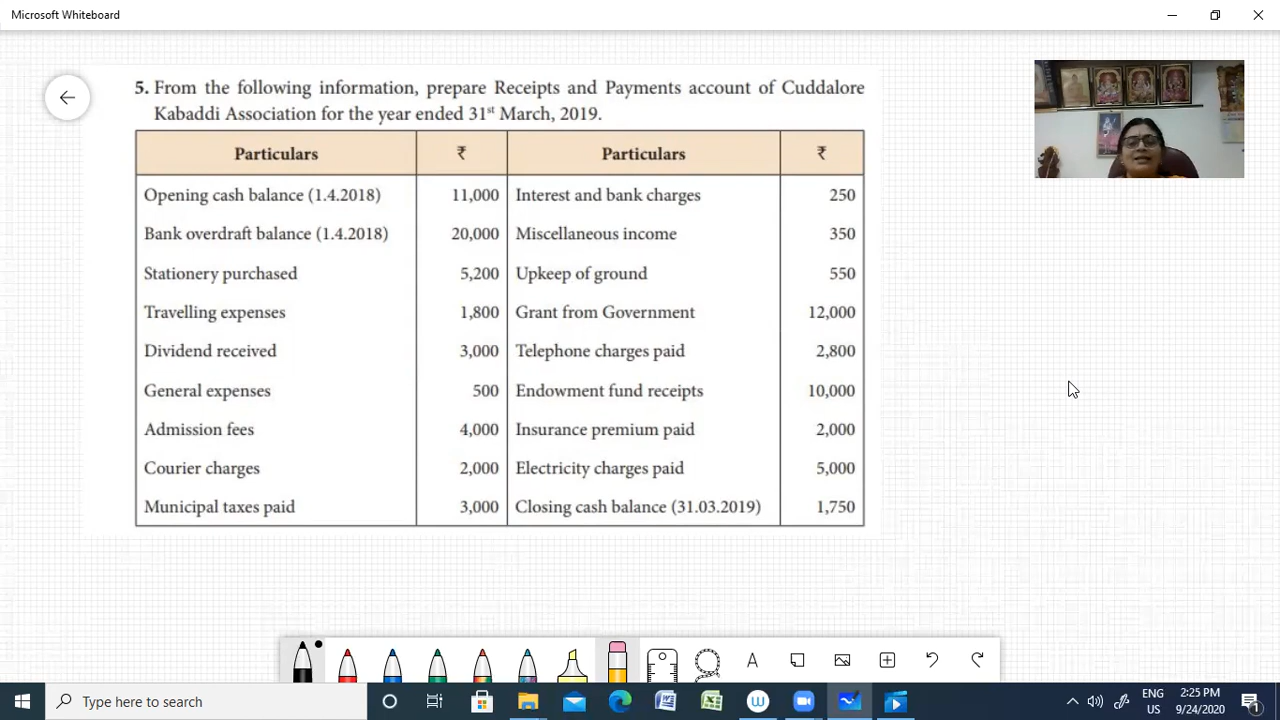 Microsoft Whiteboard
5. From the following information, prepare Receipts and Payments account of Cuddalore
Kabaddi Association for the year ended 31st March, 2019.
Particulars ₹ Particulars ₹
Opening cash balance (1.4.2018) 11,000 Interest and bank charges 250
Bank overdraft balance (1.4.2018) 20,000 Miscellaneous income 350
Stationery purchased 5,200 Upkeep of ground 550
Travelling expenses 1,800 Grant from Government 12,000
Dividend received 3,000 Telephone charges paid 2,800
General expenses 500 Endowment fund receipts 10,000
Admission fees 4,000 Insurance premium paid 2,000
Courier charges 2,000 Electricity charges paid 5,000
Municipal taxes paid 3,000 Closing cash balance (31.03.2019) 1,750
Type here to search
ENG
US
2:25 PM
9/24/2020
1